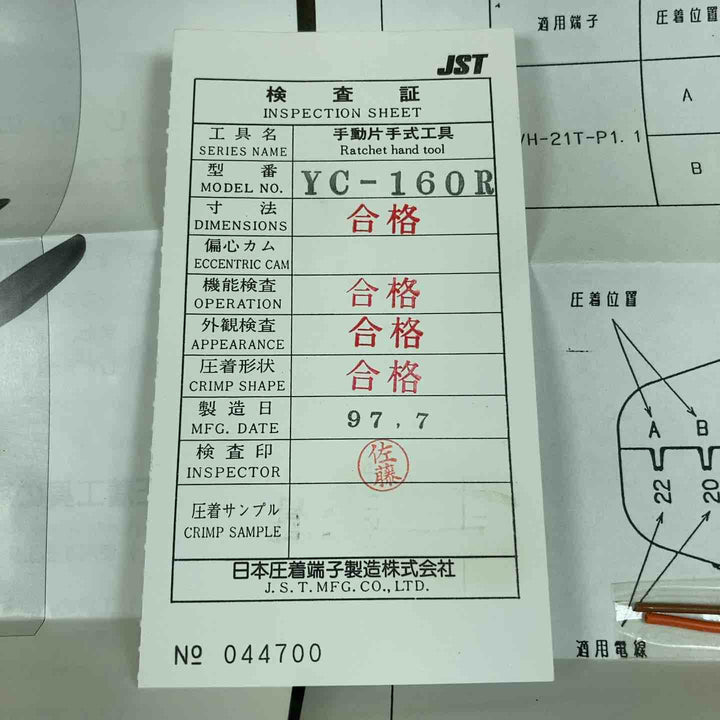 JST
検査証
INSPECTION SHEET
工具名 手動片手式工具
SERIES NAME Ratchet hand tool
型番
MODEL NO. YC-160R
寸法
DIMENSIONS 合格
偏心カム
ECCENTRIC CAM
機能検査
OPERATION 合格
外観検査
APPEARANCE 合格
圧着形状
CRIMP SHAPE 合格
製造日
MFG. DATE 97,7
検査印
INSPECTOR 佐藤
圧着サンプル
CRIMP SAMPLE
日本圧着端子製造株式会社
J.S.T.MFG.CO.,LTD.
№ 044700
適用端子 圧着位置
A
H-21T-P1.1
B
圧着位置
A B
22 20
適用電線